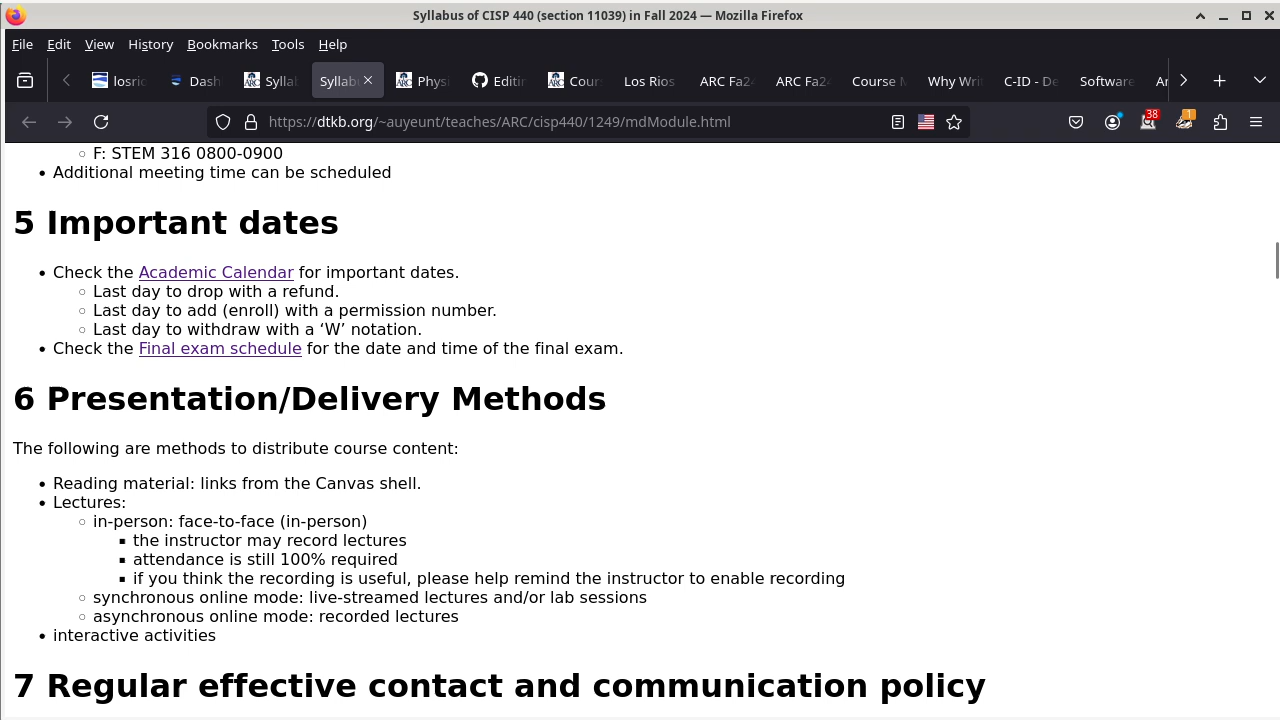 Syllabus of CISP 440 (section 11039) in Fall 2024 — Mozilla Firefox
File Edit View History Bookmarks Tools Help
losrio Dash Syllab Syllab Physi Editin Cours Los Rios ARC Fa24 ARC Fa24 Course M Why Writ C-ID - De Software Ar
https://dtkb.org/~auyeunt/teaches/ARC/cisp440/1249/mdModule.html 38 1
F: STEM 316 0800-0900
Additional meeting time can be scheduled
5 Important dates
Check the Academic Calendar for important dates.
Last day to drop with a refund.
Last day to add (enroll) with a permission number.
Last day to withdraw with a ‘W’ notation.
Check the Final exam schedule for the date and time of the final exam.
6 Presentation/Delivery Methods
The following are methods to distribute course content:
Reading material: links from the Canvas shell.
Lectures:
in-person: face-to-face (in-person)
the instructor may record lectures
attendance is still 100% required
if you think the recording is useful, please help remind the instructor to enable recording
synchronous online mode: live-streamed lectures and/or lab sessions
asynchronous online mode: recorded lectures
interactive activities
7 Regular effective contact and communication policy